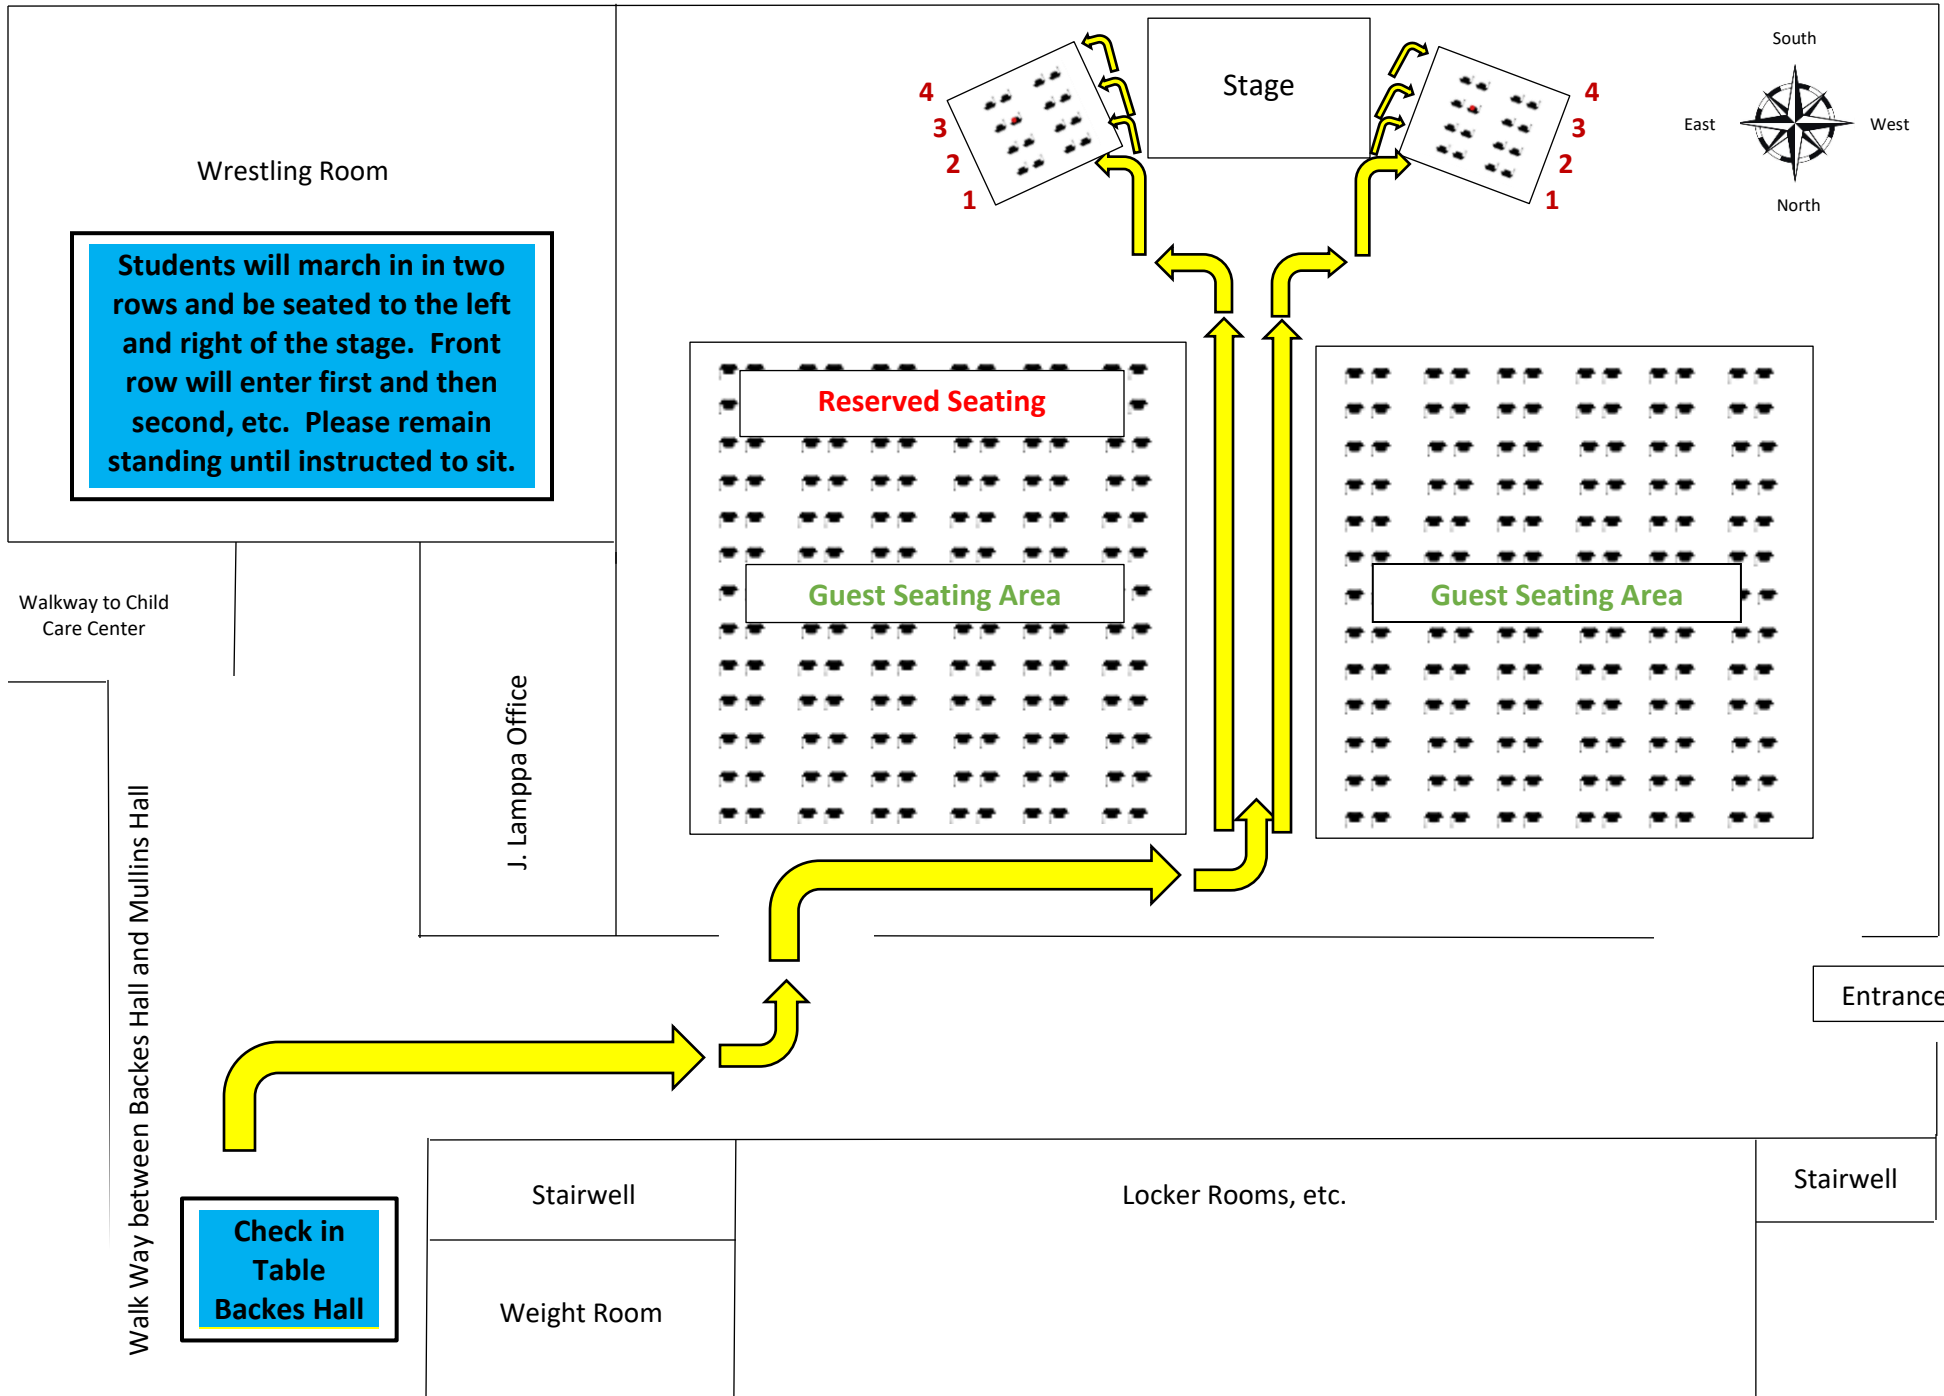 South
East
West
North
Stage
4
3
2
1
4
3
2
1
Wrestling Room
Students will march in in two
rows and be seated to the left
and right of the stage.  Front
row will enter first and then
second, etc.  Please remain
standing until instructed to sit.
Reserved Seating
Guest Seating Area
Guest Seating Area
Walkway to Child
Care Center
J. Lamppa Office
Walk Way between Backes Hall and Mullins Hall
Entrance
Stairwell
Locker Rooms, etc.
Stairwell
Check in
Table
Backes Hall
Weight Room